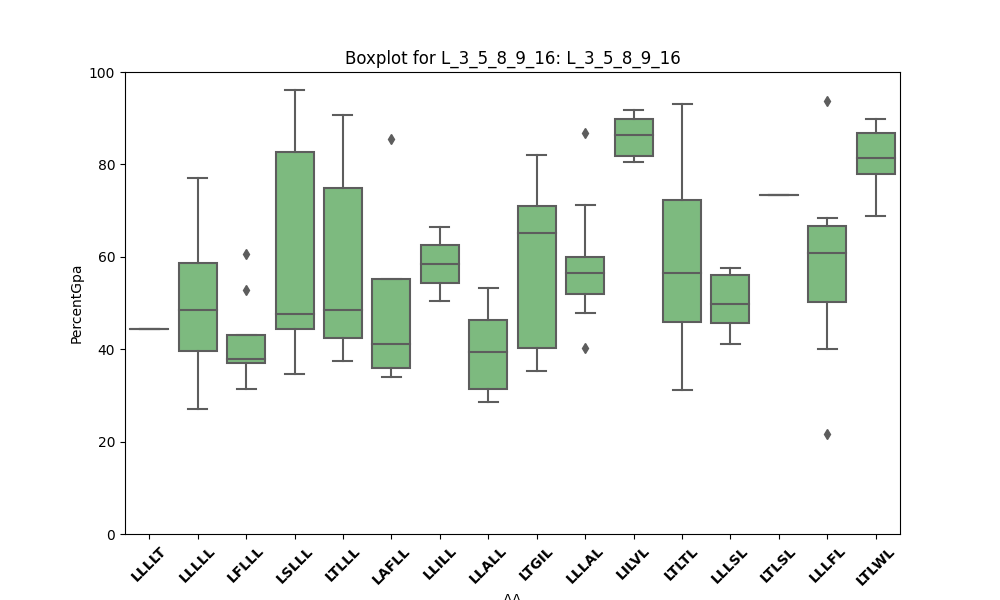 Boxplot for L_3_5_8_9_16: L_3_5_8_9_16
PercentGpa
100
80
60
40
20
0
LLLLT LLLLL LFLLL LSLLL LTLLL LAFLL LLILL LLALL LTGIL LLLAL LILVL LTLTL LLLSL LTLSL LLLFL LTLWL
AA